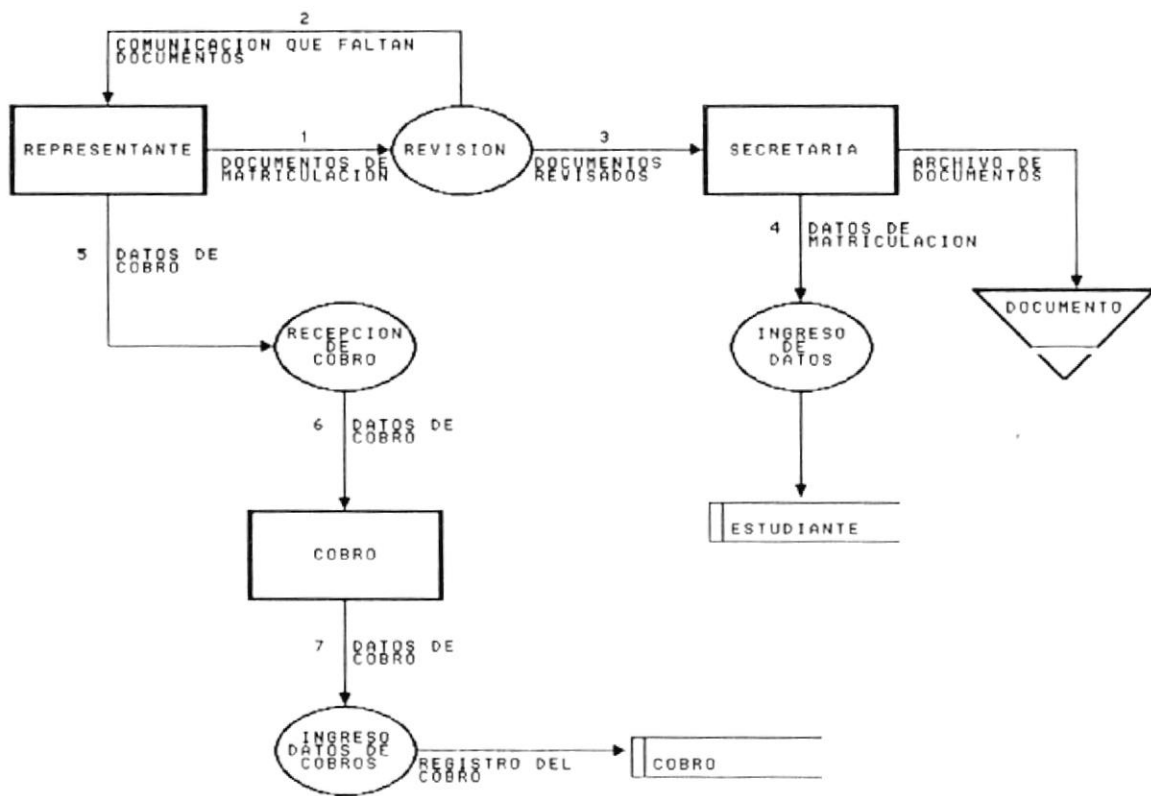 2
COMUNICACION QUE FALTAN
DOCUMENTOS
REPRESENTANTE
1
DOCUMENTOS DE
MATRICULACION
REVISION
3
DOCUMENTOS
REVISADOS
SECRETARIA
ARCHIVO DE
DOCUMENTOS
5
DATOS DE
COBRO
4
DATOS DE
MATRICULACION
RECEPCION
DE
COBRO
INGRESO
DE
DATOS
DOCUMENTO
6
DATOS DE
COBRO
ESTUDIANTE
COBRO
7
DATOS DE
COBRO
INGRESO
DATOS DE
COBROS
REGISTRO DEL
COBRO
COBRO